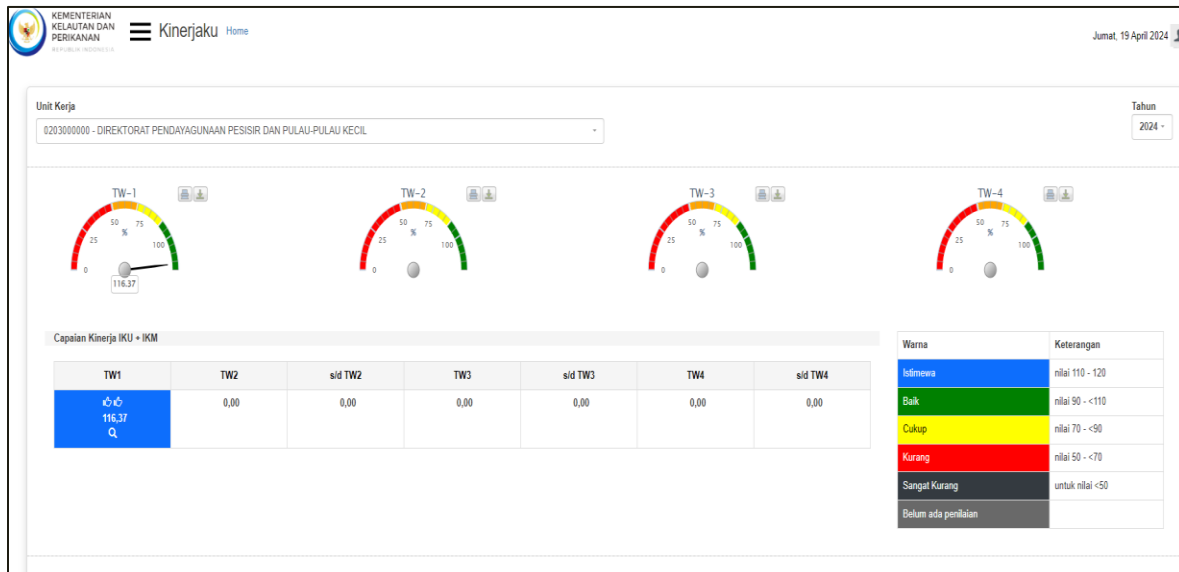 KEMENTERIAN
KELAUTAN DAN
PERIKANAN
REPUBLIK INDONESIA
Kinerjaku Home
Jumat, 19 April 2024
Unit Kerja
Tahun
0203000000 - DIREKTORAT PENDAYAGUNAAN PESISIR DAN PULAU-PULAU KECIL
2024
TW-1
0 25 50 75 100
%
116.37
TW-2
0 25 50 75 100
%
TW-3
0 25 50 75 100
%
TW-4
0 25 50 75 100
%
Capaian Kinerja IKU + IKM
TW1 TW2 s/d TW2 TW3 s/d TW3 TW4 s/d TW4
116,37 0,00 0,00 0,00 0,00 0,00 0,00
Warna Keterangan
Istimewa nilai 110 - 120
Baik nilai 90 - <110
Cukup nilai 70 - <90
Kurang nilai 50 - <70
Sangat Kurang untuk nilai <50
Belum ada penilaian